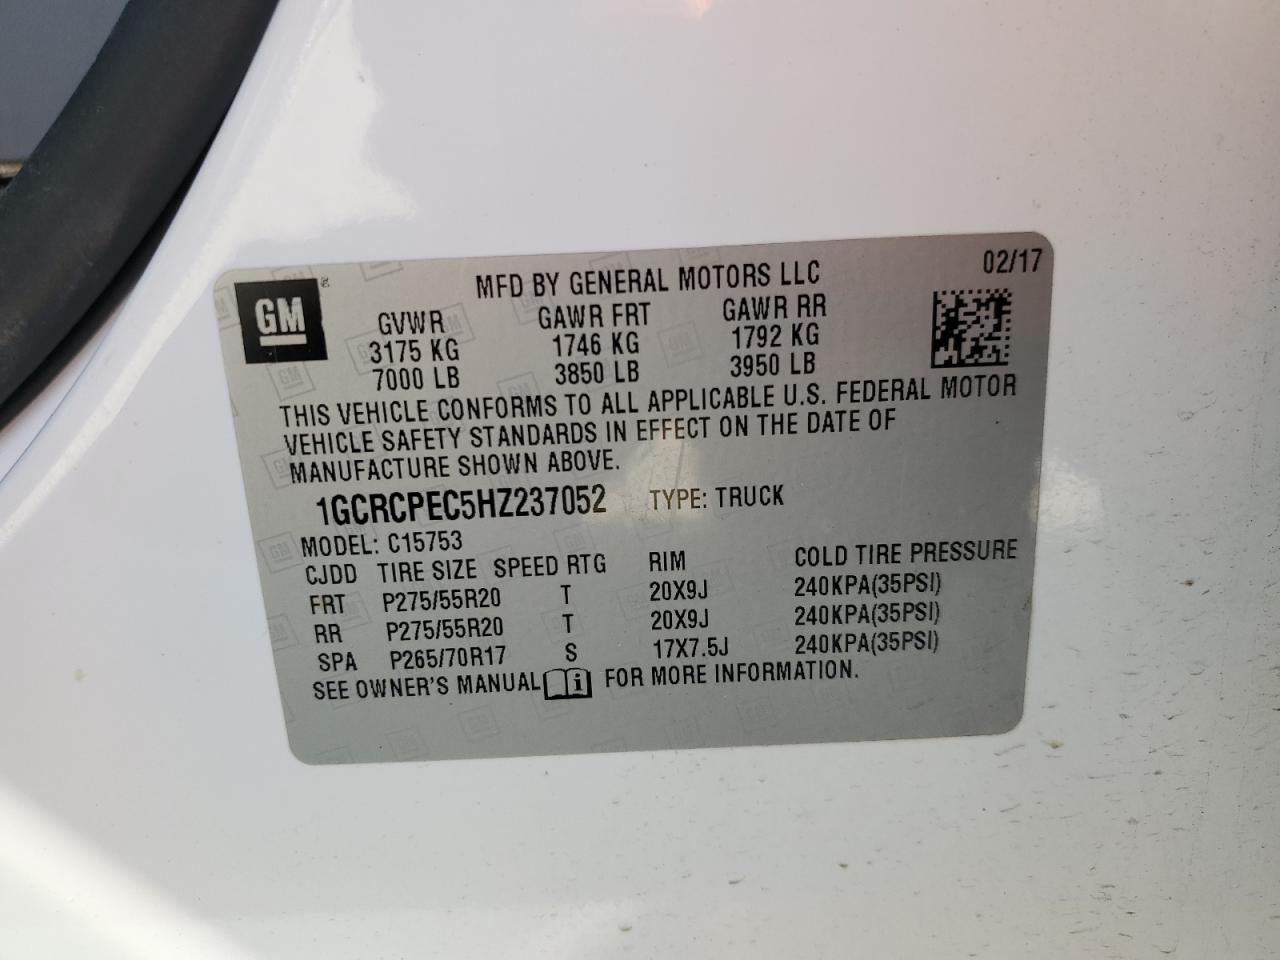 02/17
MFD BY GENERAL MOTORS LLC
GM
GVWR GAWR FRT GAWR RR
3175 KG 1746 KG 1792 KG
7000 LB 3850 LB 3950 LB
THIS VEHICLE CONFORMS TO ALL APPLICABLE U.S. FEDERAL MOTOR
VEHICLE SAFETY STANDARDS IN EFFECT ON THE DATE OF
MANUFACTURE SHOWN ABOVE.
1GCRCPEC5HZ237052 TYPE: TRUCK
MODEL: C15753
CJDD TIRE SIZE SPEED RTG RIM COLD TIRE PRESSURE
FRT P275/55R20 T 20X9J 240KPA(35PSI)
RR P275/55R20 T 20X9J 240KPA(35PSI)
SPA P265/70R17 S 17X7.5J 240KPA(35PSI)
SEE OWNER'S MANUAL i FOR MORE INFORMATION.